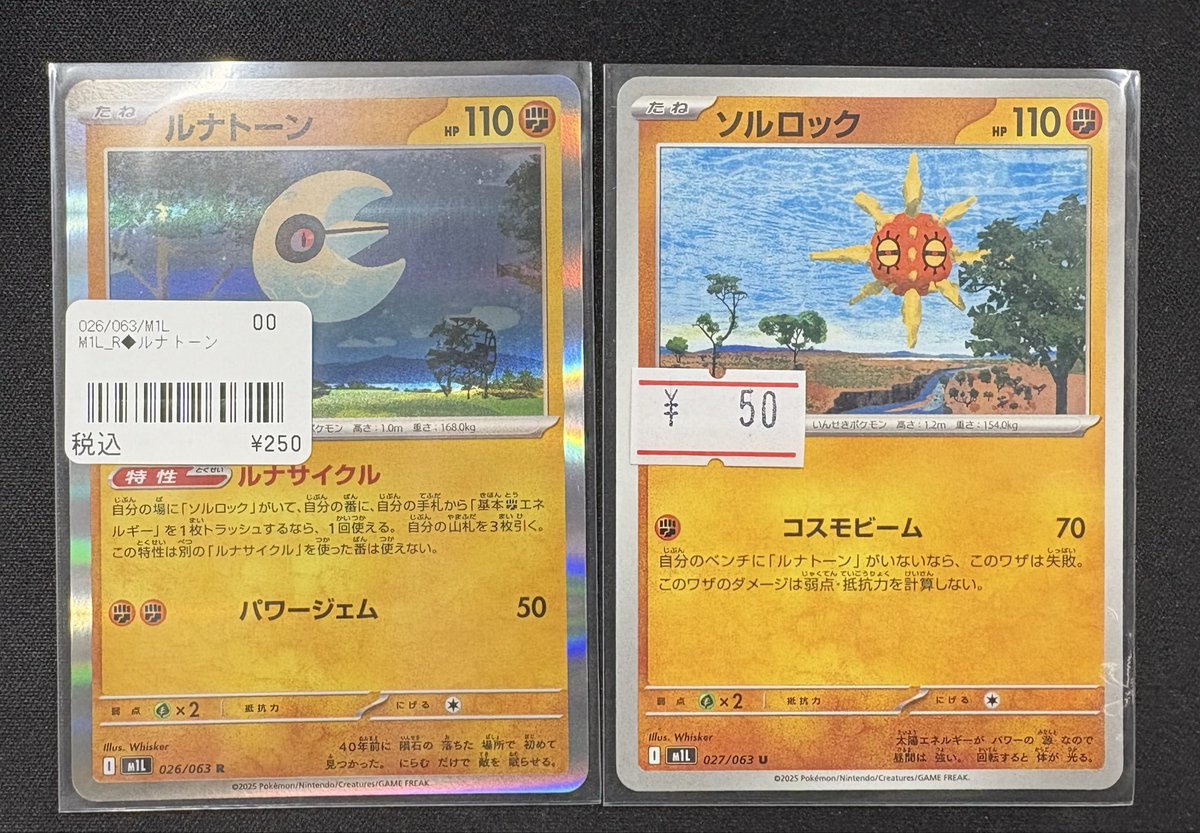 たね
ルナトーン
HP 110
026/063/M1L 00
M1L_R◆ルナトーン
税込 ¥250
ポケモン 高さ:1.0m 重さ:168.0kg
特性 ルナサイクル
自分の場に「ソルロック」がいて、自分の番に、自分の手札から「基本エネ
ルギー」を1枚トラッシュするなら、1回使える。自分の山札を3枚引く。
この特性は別の「ルナサイクル」を使った番は使えない。
パワージェム 50
弱点 ×2 抵抗力 にげる
Illus. Whisker
40年前に 隕石の 落ちた 場所で 初めて
見つかった。 にらむ だけで 敵を 眠らせる。
I M1L 026/063 R
©2025 Pokémon/Nintendo/Creatures/GAME FREAK.
たね
ソルロック
HP 110
¥ 50
いんせきポケモン 高さ:1.2m 重さ:154.0kg
コスモビーム 70
自分のベンチに「ルナトーン」がいないなら、このワザは失敗。
このワザのダメージは弱点・抵抗力を計算しない。
弱点 ×2 抵抗力 にげる
Illus. Whisker
太陽エネルギーが パワーの 源 なので
昼間は 強い。 回転すると 体が 光る。
I M1L 027/063 U
©2025 Pokémon/Nintendo/Creatures/GAME FREAK.